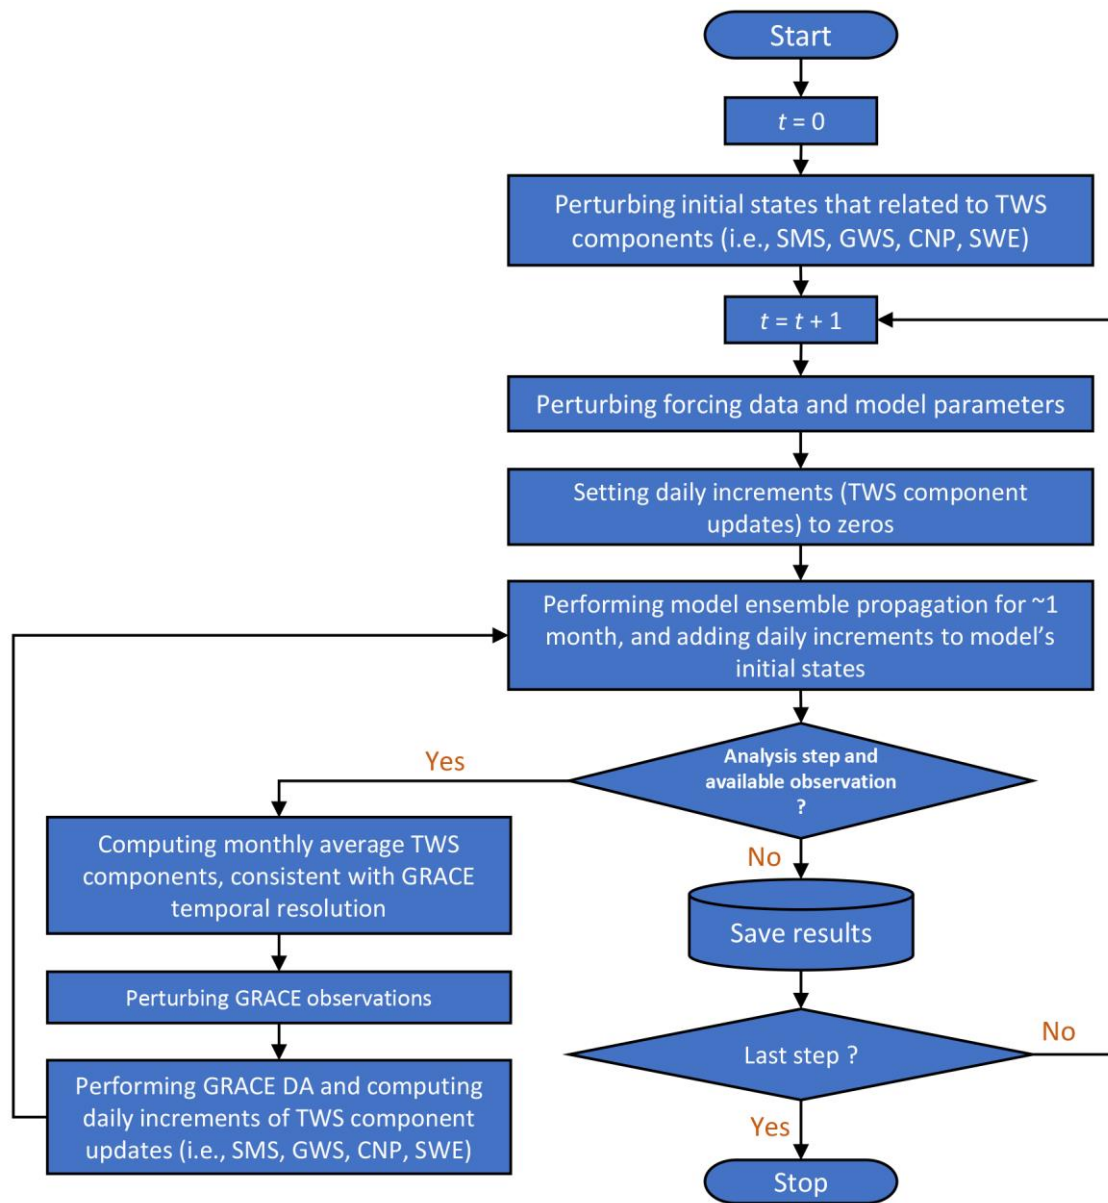 Start
t = 0
Perturbing initial states that related to TWS
components (i.e., SMS, GWS, CNP, SWE)
t = t + 1
Perturbing forcing data and model parameters
Setting daily increments (TWS component
updates) to zeros
Performing model ensemble propagation for ~1
month, and adding daily increments to model's
initial states
Analysis step and
available observation
?
Yes
Computing monthly average TWS
components, consistent with GRACE
temporal resolution
Perturbing GRACE observations
Performing GRACE DA and computing
daily increments of TWS component
updates (i.e., SMS, GWS, CNP, SWE)
No
Save results
Last step ?
No
Yes
Stop